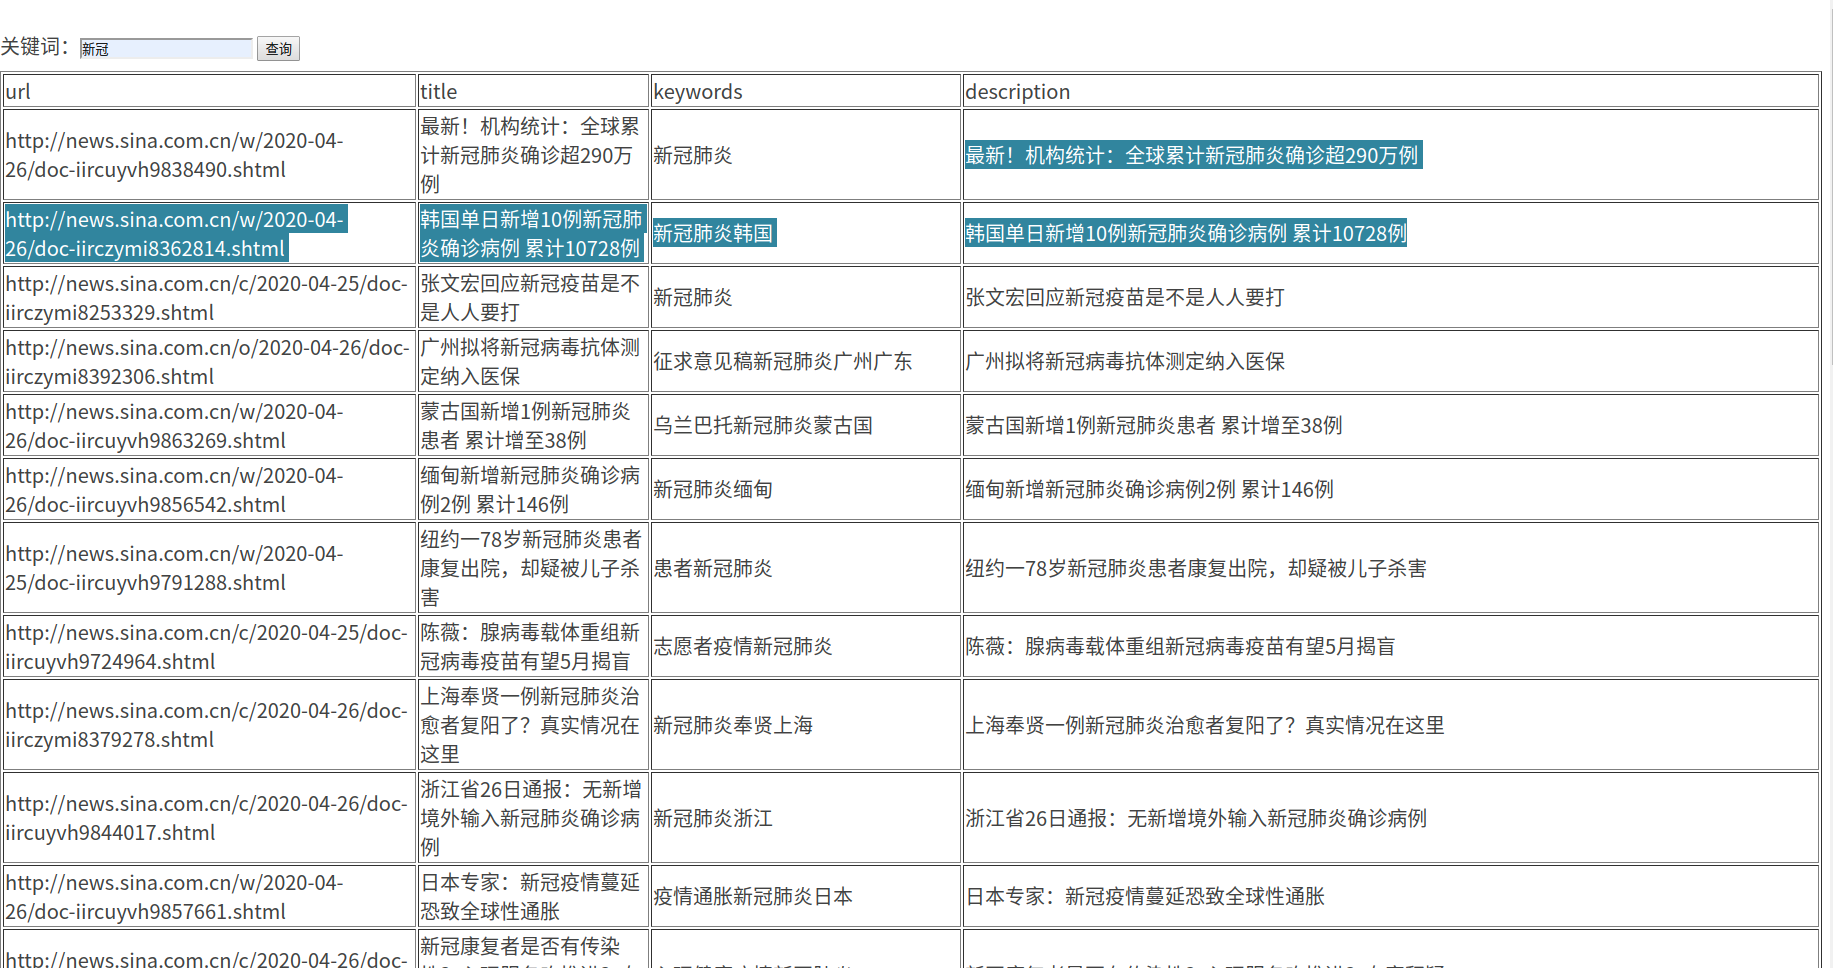 关键词：新冠 查询
url title keywords description
http://news.sina.com.cn/w/2020-04-
26/doc-iircuyvh9838490.shtml
最新！机构统计：全球累
计新冠肺炎确诊超290万
例
新冠肺炎
最新！机构统计：全球累计新冠肺炎确诊超290万例
http://news.sina.com.cn/w/2020-04-
26/doc-iirczymi8362814.shtml
韩国单日新增10例新冠肺
炎确诊病例 累计10728例
新冠肺炎韩国
韩国单日新增10例新冠肺炎确诊病例 累计10728例
http://news.sina.com.cn/c/2020-04-25/doc-
iirczymi8253329.shtml
张文宏回应新冠疫苗是不
是人人要打
新冠肺炎
张文宏回应新冠疫苗是不是人人要打
http://news.sina.com.cn/o/2020-04-26/doc-
iirczymi8392306.shtml
广州拟将新冠病毒抗体测
定纳入医保
征求意见稿新冠肺炎广州广东
广州拟将新冠病毒抗体测定纳入医保
http://news.sina.com.cn/w/2020-04-
26/doc-iircuyvh9863269.shtml
蒙古国新增1例新冠肺炎
患者 累计增至38例
乌兰巴托新冠肺炎蒙古国
蒙古国新增1例新冠肺炎患者 累计增至38例
http://news.sina.com.cn/w/2020-04-
26/doc-iircuyvh9856542.shtml
缅甸新增新冠肺炎确诊病
例2例 累计146例
新冠肺炎缅甸
缅甸新增新冠肺炎确诊病例2例 累计146例
http://news.sina.com.cn/w/2020-04-
25/doc-iircuyvh9791288.shtml
纽约一78岁新冠肺炎患者
康复出院，却疑被儿子杀
害
患者新冠肺炎
纽约一78岁新冠肺炎患者康复出院，却疑被儿子杀害
http://news.sina.com.cn/c/2020-04-25/doc-
iircuyvh9724964.shtml
陈薇：腺病毒载体重组新
冠病毒疫苗有望5月揭盲
志愿者疫情新冠肺炎
陈薇：腺病毒载体重组新冠病毒疫苗有望5月揭盲
http://news.sina.com.cn/c/2020-04-26/doc-
iirczymi8379278.shtml
上海奉贤一例新冠肺炎治
愈者复阳了？真实情况在
这里
新冠肺炎奉贤上海
上海奉贤一例新冠肺炎治愈者复阳了？真实情况在这里
http://news.sina.com.cn/c/2020-04-26/doc-
iircuyvh9844017.shtml
浙江省26日通报：无新增
境外输入新冠肺炎确诊病
例
新冠肺炎浙江
浙江省26日通报：无新增境外输入新冠肺炎确诊病例
http://news.sina.com.cn/w/2020-04-
26/doc-iircuyvh9857661.shtml
日本专家：新冠疫情蔓延
恐致全球性通胀
疫情通胀新冠肺炎日本
日本专家：新冠疫情蔓延恐致全球性通胀
http://news.sina.com.cn/c/2020-04-26/doc-
新冠康复者是否有传染